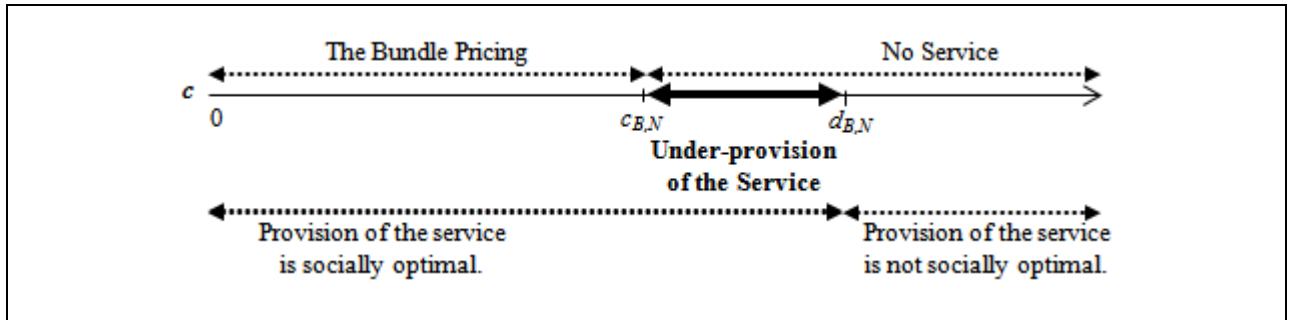 The Bundle Pricing No Service
c
0 c_{B,N} d_{B,N}
Under-provision
of the Service
Provision of the service Provision of the service
is socially optimal. is not socially optimal.